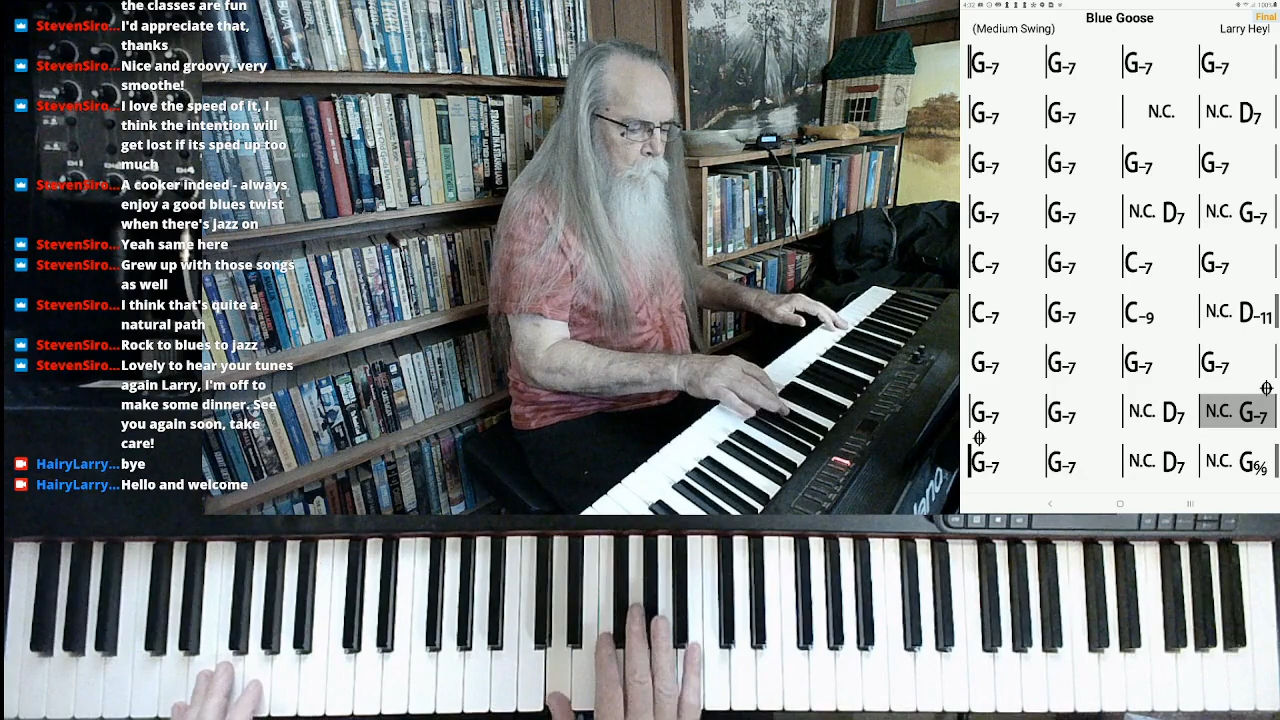 the classes are fun
StevenSiro... I'd appreciate that,
thanks
StevenSiro... Nice and groovy, very
smoothe!
StevenSiro... I love the speed of it, I
think the intention will
get lost if its sped up too
much
StevenSiro... A cooker indeed - always
enjoy a good blues twist
when there's jazz on
StevenSiro... Yeah same here
StevenSiro... Grew up with those songs
as well
StevenSiro... I think that's quite a
natural path
StevenSiro... Rock to blues to jazz
StevenSiro... Lovely to hear your tunes
again Larry, I'm off to
make some dinner. See
you again soon, take
care!
HairyLarry... bye
HairyLarry... Hello and welcome
4:32
100%
Blue Goose
Final
(Medium Swing)
Larry Heyl
G-7 G-7 G-7 G-7
G-7 G-7 N.C. N.C. D7
G-7 G-7 G-7 G-7
G-7 G-7 N.C. D7 N.C. G-7
C-7 G-7 C-7 G-7
C-7 G-7 C-9 N.C. D-11
G-7 G-7 G-7 G-7
G-7 G-7 N.C. D7 N.C. G-7
G-7 G-7 N.C. D7 N.C. G6/9